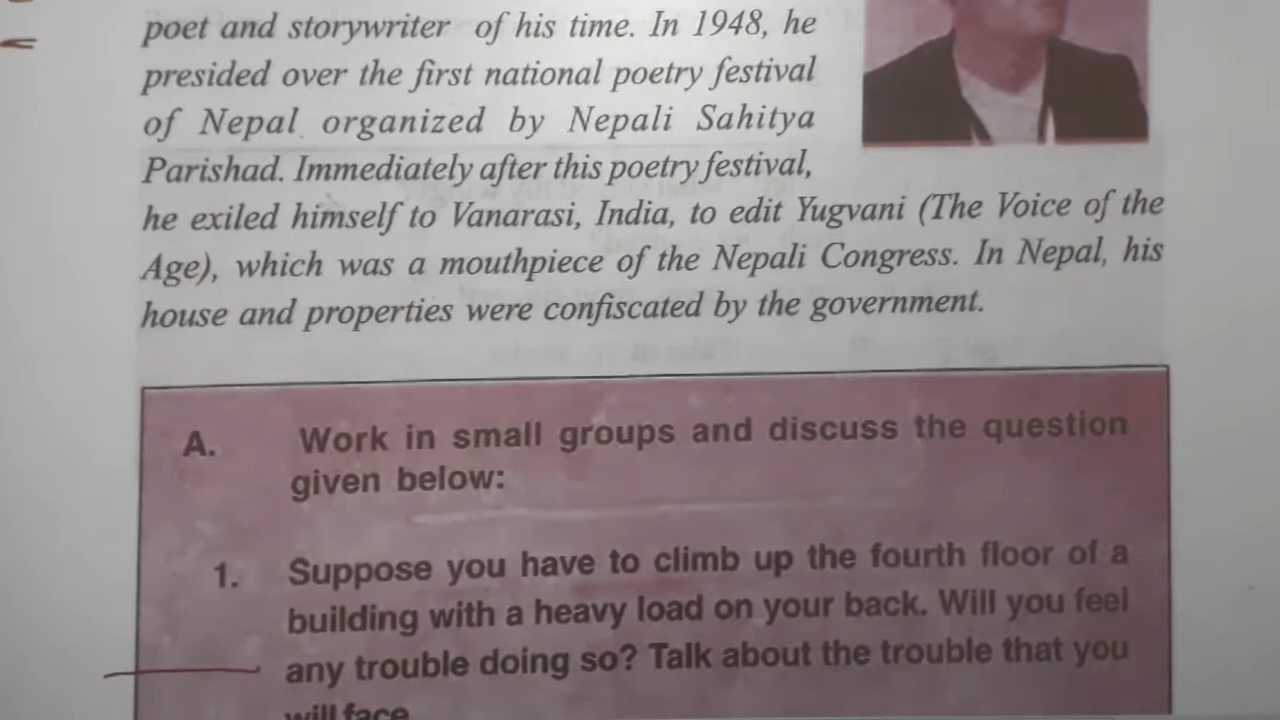 poet and storywriter of his time. In 1948, he
presided over the first national poetry festival
of Nepal organized by Nepali Sahitya
Parishad. Immediately after this poetry festival,
he exiled himself to Vanarasi, India, to edit Yugvani (The Voice of the
Age), which was a mouthpiece of the Nepali Congress. In Nepal, his
house and properties were confiscated by the government.
A. Work in small groups and discuss the question
given below:
1. Suppose you have to climb up the fourth floor of a
building with a heavy load on your back. Will you feel
any trouble doing so? Talk about the trouble that you
will face